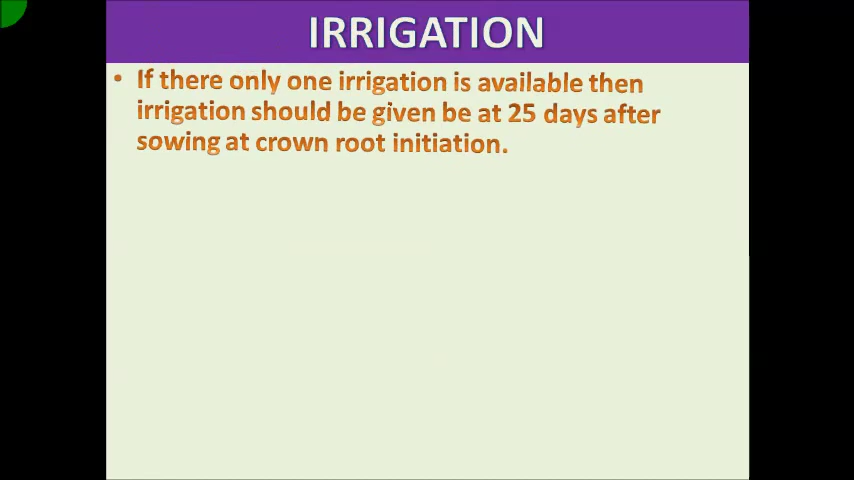 IRRIGATION
• If there only one irrigation is available then
irrigation should be given be at 25 days after
sowing at crown root initiation.